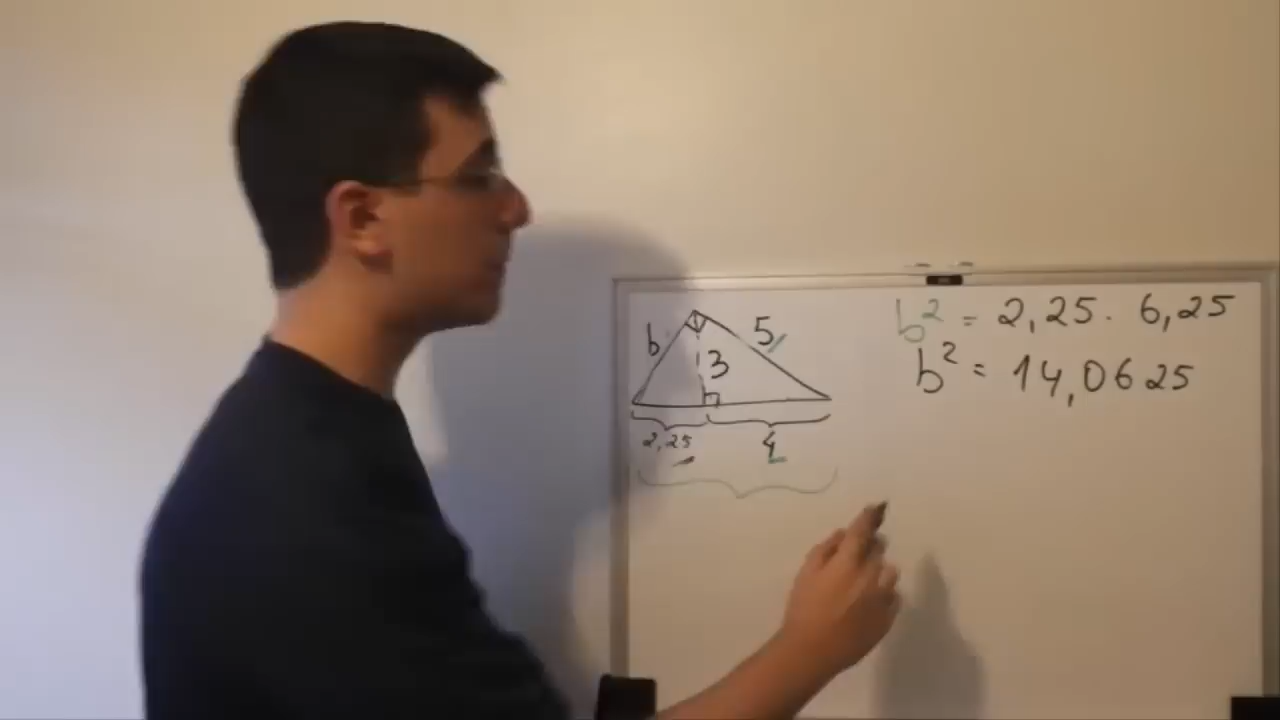 b² = 2,25. 6,25
b² = 14,0625
b 5
3
2,25 4